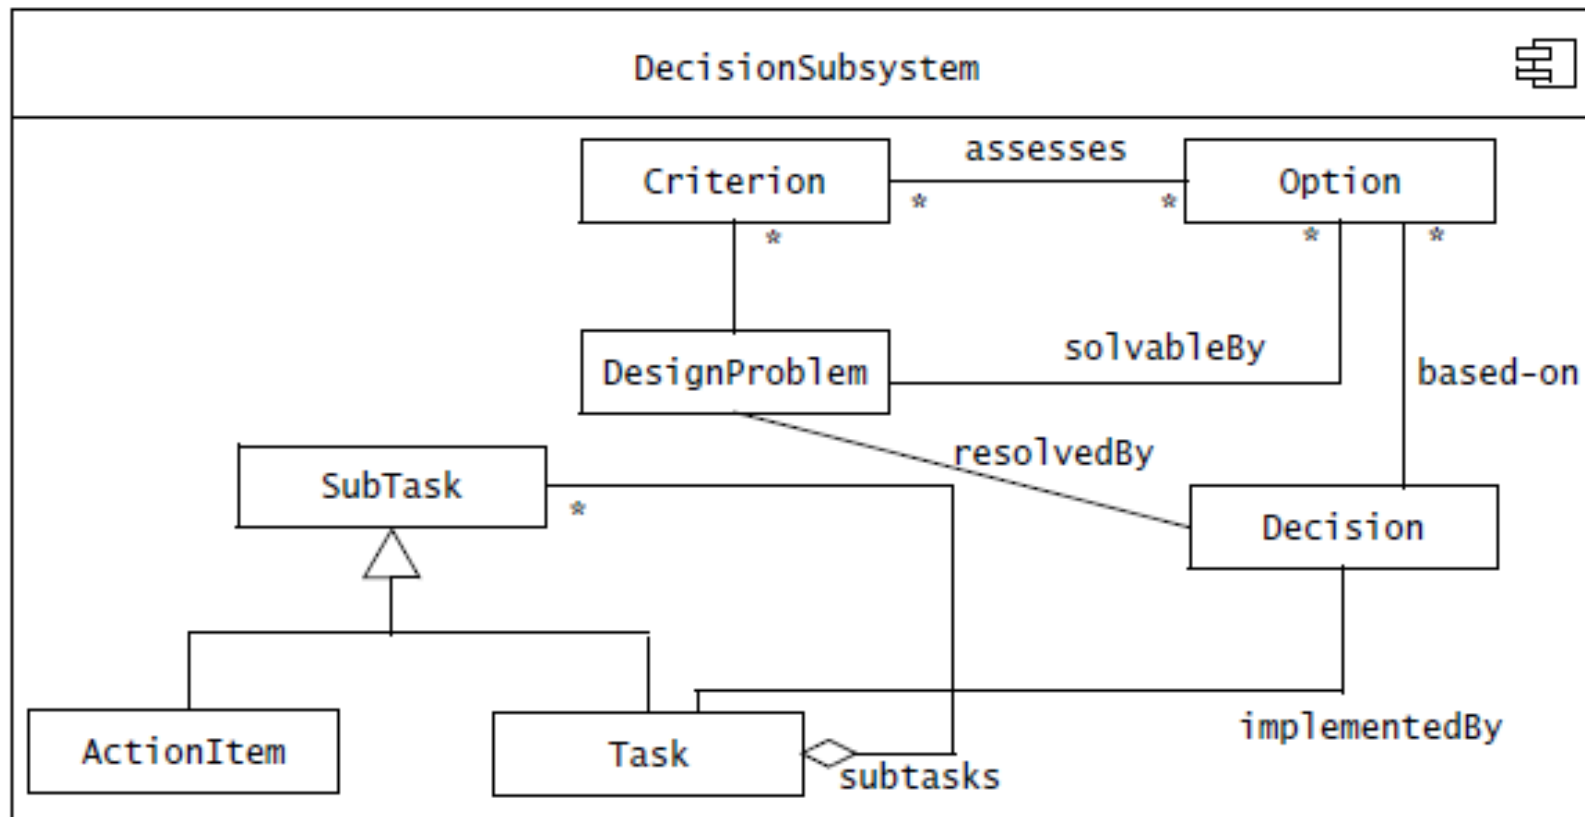 DecisionSubsystem
assesses
Criterion
Option
* *
* * *
solvableBy
DesignProblem
based-on
resolvedBy
SubTask
*
Decision
implementedBy
ActionItem
Task
subtasks